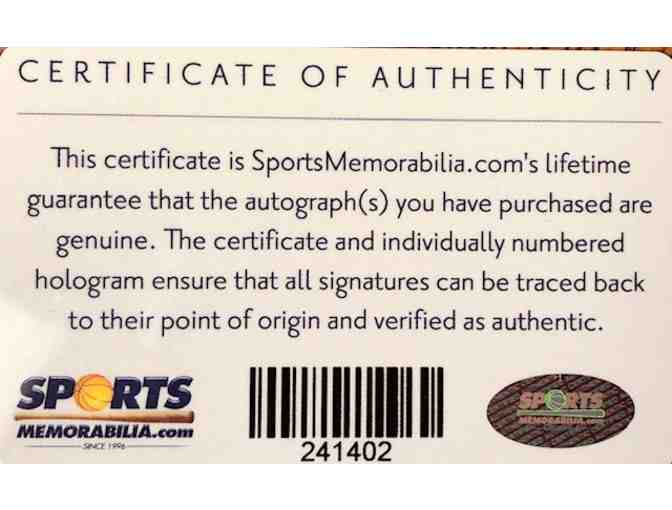 CERTIFICATE OF AUTHENTICITY
This certificate is SportsMemorabilia.com's lifetime
guarantee that the autograph(s) you have purchased are
genuine. The certificate and individually numbered
hologram ensure that all signatures can be traced back
to their point of origin and verified as authentic.
SPORTS
MEMORABILIA.com
SINCE 1996
241402
SPORTS
MEMORABILIA.com